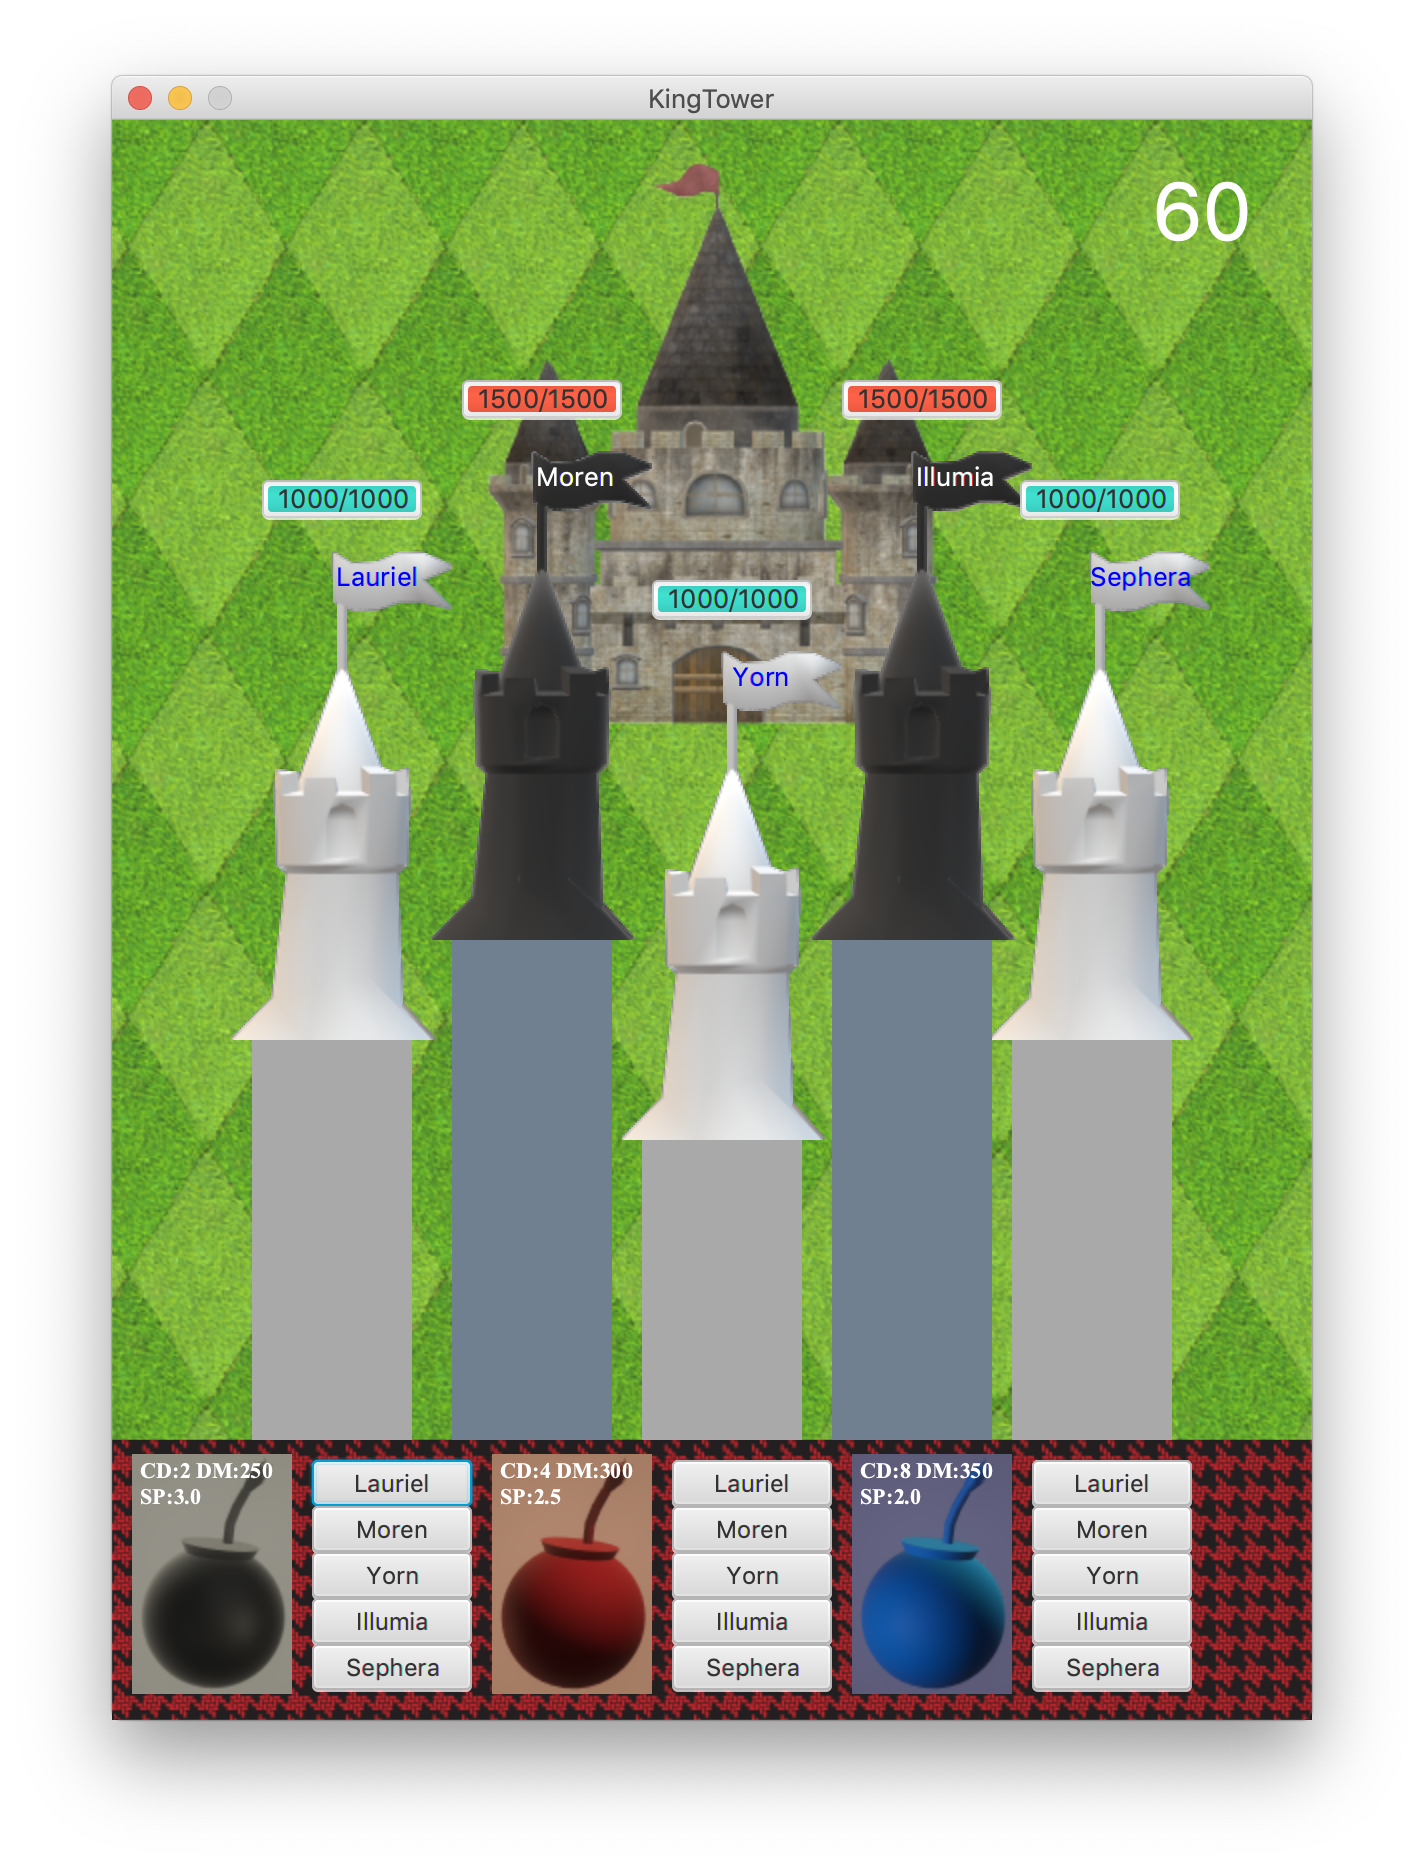 KingTower
60
1500/1500
1500/1500
Moren
Illumia
1000/1000
1000/1000
Lauriel
Sephera
1000/1000
Yorn
CD:2 DM:250
SP:3.0
Lauriel
Moren
Yorn
Illumia
Sephera
CD:4 DM:300
SP:2.5
Lauriel
Moren
Yorn
Illumia
Sephera
CD:8 DM:350
SP:2.0
Lauriel
Moren
Yorn
Illumia
Sephera